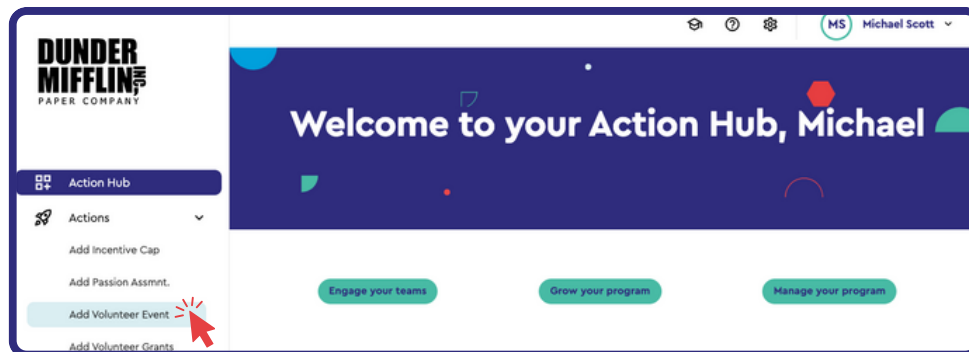 DUNDER
MIFFLIN, INC
PAPER COMPANY
MS Michael Scott
Welcome to your Action Hub, Michael
Action Hub
Actions
Add Incentive Cap
Add Passion Assmnt.
Add Volunteer Event
Add Volunteer Grants
Engage your teams
Grow your program
Manage your program